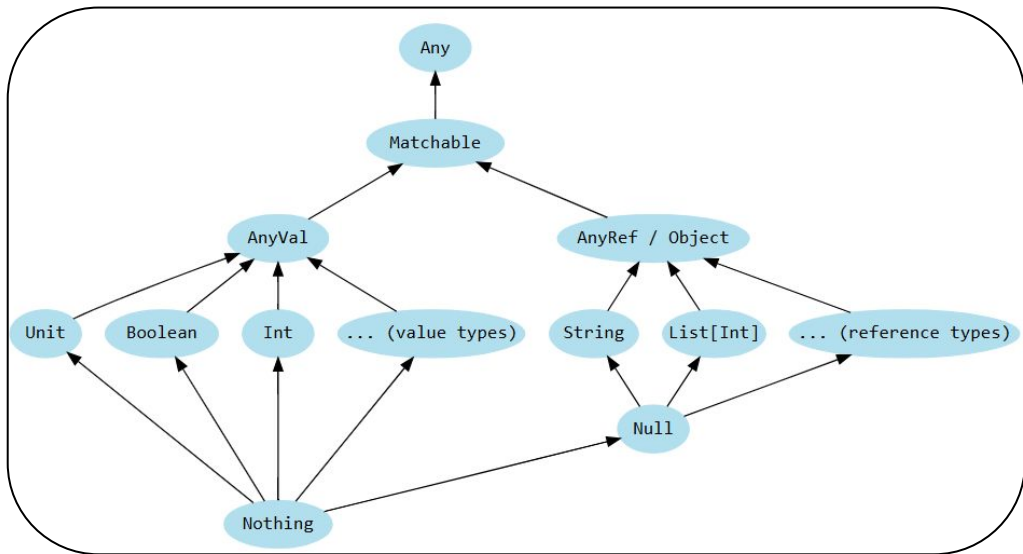 Any
Matchable
AnyVal
AnyRef / Object
Unit
Boolean
Int
... (value types)
String
List[Int]
... (reference types)
Null
Nothing